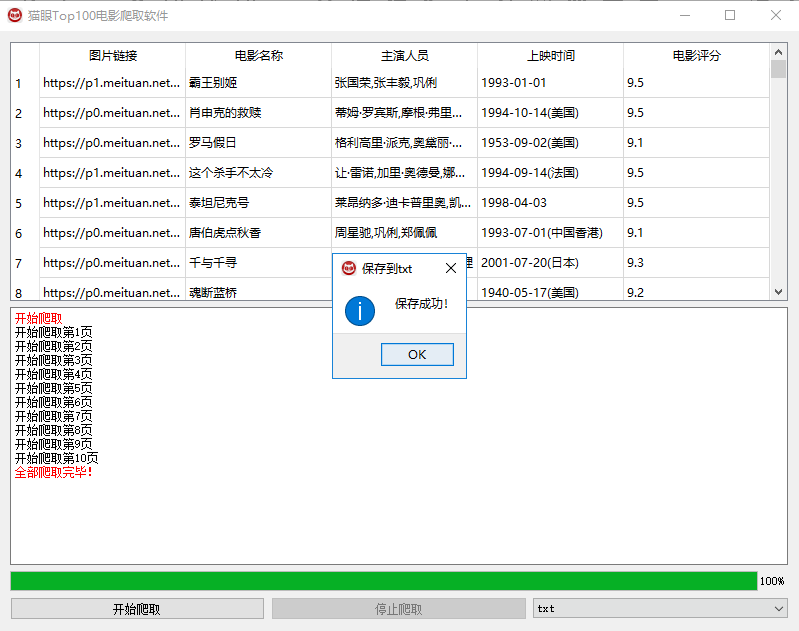 猫眼Top100电影爬取软件
图片链接 电影名称 主演人员 上映时间 电影评分
1 https://p1.meituan.net... 霸王别姬 张国荣,张丰毅,巩俐 1993-01-01 9.5
2 https://p0.meituan.net... 肖申克的救赎 蒂姆·罗宾斯,摩根·弗里... 1994-10-14(美国) 9.5
3 https://p0.meituan.net... 罗马假日 格利高里·派克,奥黛丽·... 1953-09-02(美国) 9.1
4 https://p1.meituan.net... 这个杀手不太冷 让·雷诺,加里·奥德曼,娜... 1994-09-14(法国) 9.5
5 https://p1.meituan.net... 泰坦尼克号 莱昂纳多·迪卡普里奥,凯... 1998-04-03 9.5
6 https://p0.meituan.net... 唐伯虎点秋香 周星驰,巩俐,郑佩佩 1993-07-01(中国香港) 9.1
7 https://p0.meituan.net... 千与千寻 2001-07-20(日本) 9.3
8 https://p0.meituan.net... 魂断蓝桥 1940-05-17(美国) 9.2
保存到txt
保存成功!
OK
开始爬取
开始爬取第1页
开始爬取第2页
开始爬取第3页
开始爬取第4页
开始爬取第5页
开始爬取第6页
开始爬取第7页
开始爬取第8页
开始爬取第9页
开始爬取第10页
全部爬取完毕!
100%
开始爬取 停止爬取 txt